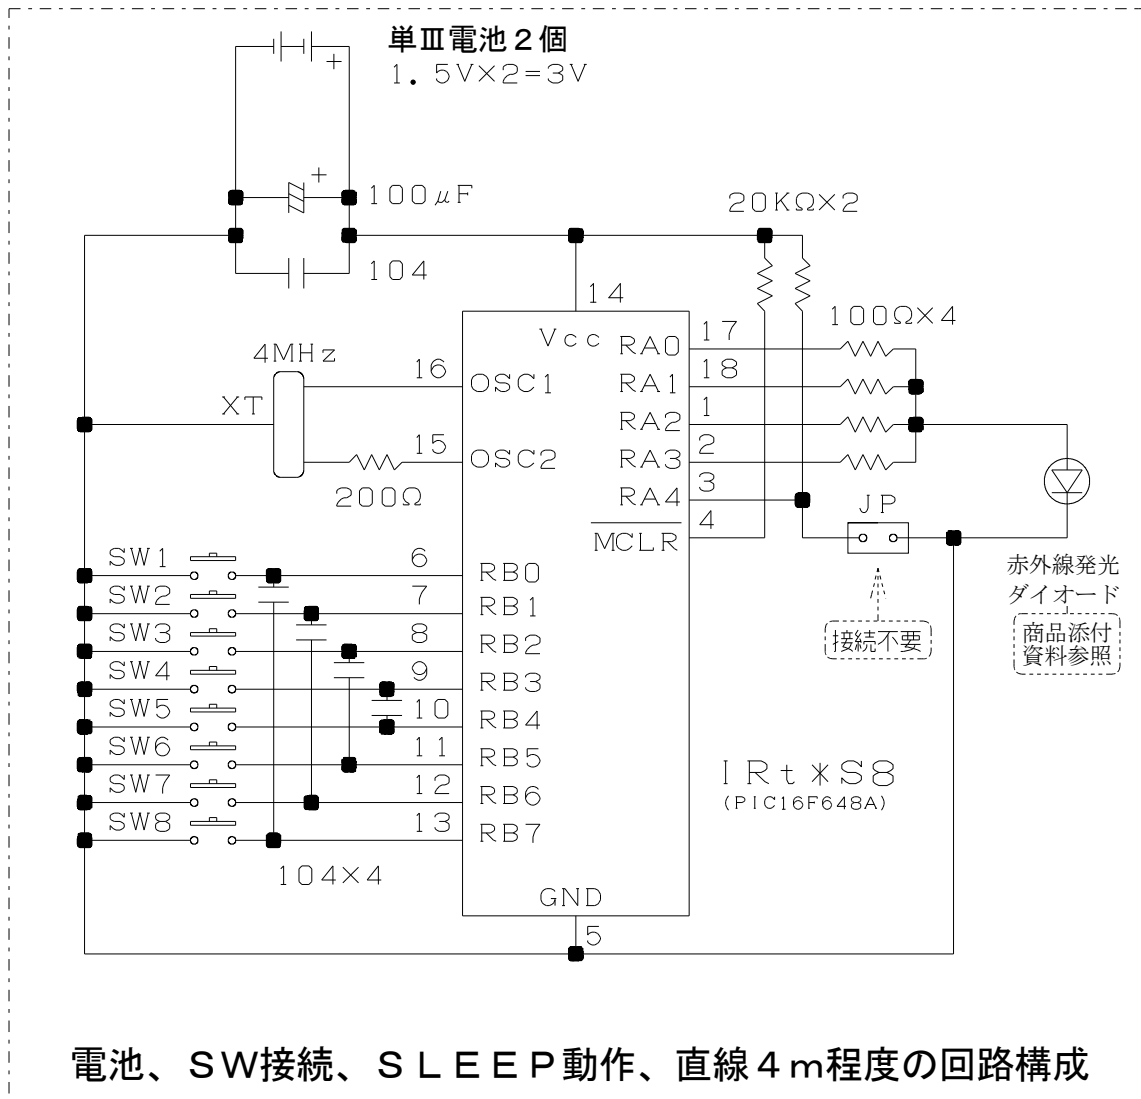 単Ⅲ電池２個
1.5V×2=3V
+
+
100μF
20KΩ×2
104
14
Vcc
100Ω×4
4MHz
XT
16
OSC1
15
OSC2
200Ω
RA0
17
RA1
18
RA2
1
RA3
2
RA4
3
MCLR
4
JP
赤外線発光
ダイオード
商品添付
資料参照
接続不要
SW1
6
RB0
SW2
7
RB1
SW3
8
RB2
SW4
9
RB3
SW5
10
RB4
SW6
11
RB5
SW7
12
RB6
SW8
13
RB7
104×4
IRt*S8
(PIC16F648A)
GND
5
電池、ＳＷ接続、ＳＬＥＥＰ動作、直線４ｍ程度の回路構成